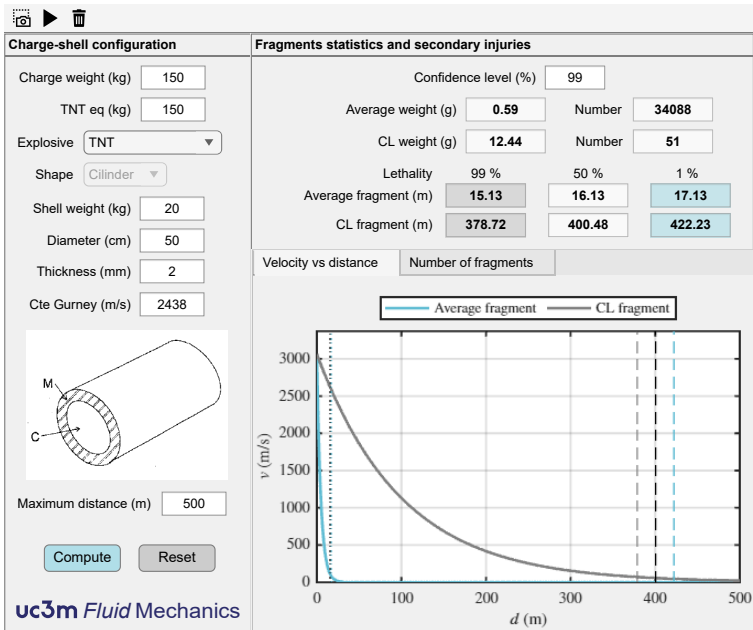 Charge-shell configuration
Charge weight (kg) 150
TNT eq (kg) 150
Explosive TNT
Shape Cilinder
Shell weight (kg) 20
Diameter (cm) 50
Thickness (mm) 2
Cte Gurney (m/s) 2438
M
C
Maximum distance (m) 500
Compute Reset
uc3m Fluid Mechanics
Fragments statistics and secondary injuries
Confidence level (%) 99
Average weight (g) 0.59 Number 34088
CL weight (g) 12.44 Number 51
Lethality 99 % 50 % 1 %
Average fragment (m) 15.13 16.13 17.13
CL fragment (m) 378.72 400.48 422.23
Velocity vs distance Number of fragments
Average fragment CL fragment
3000
2500
2000
1500
1000
500
0
v (m/s)
0 100 200 300 400 500
d (m)